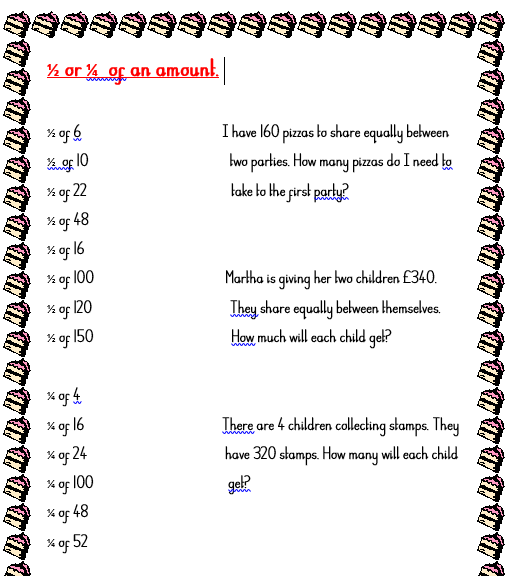 ½ or ¼ of an amount.
½ of 6
½ of 10
½ of 22
½ of 48
½ of 16
½ of 100
½ of 120
½ of 150
¼ of 4
¼ of 16
¼ of 24
¼ of 100
¼ of 48
¼ of 52
I have 160 pizzas to share equally between
two parties. How many pizzas do I need to
take to the first party?
Martha is giving her two children £340.
They share equally between themselves.
How much will each child get?
There are 4 children collecting stamps. They
have 320 stamps. How many will each child
get?